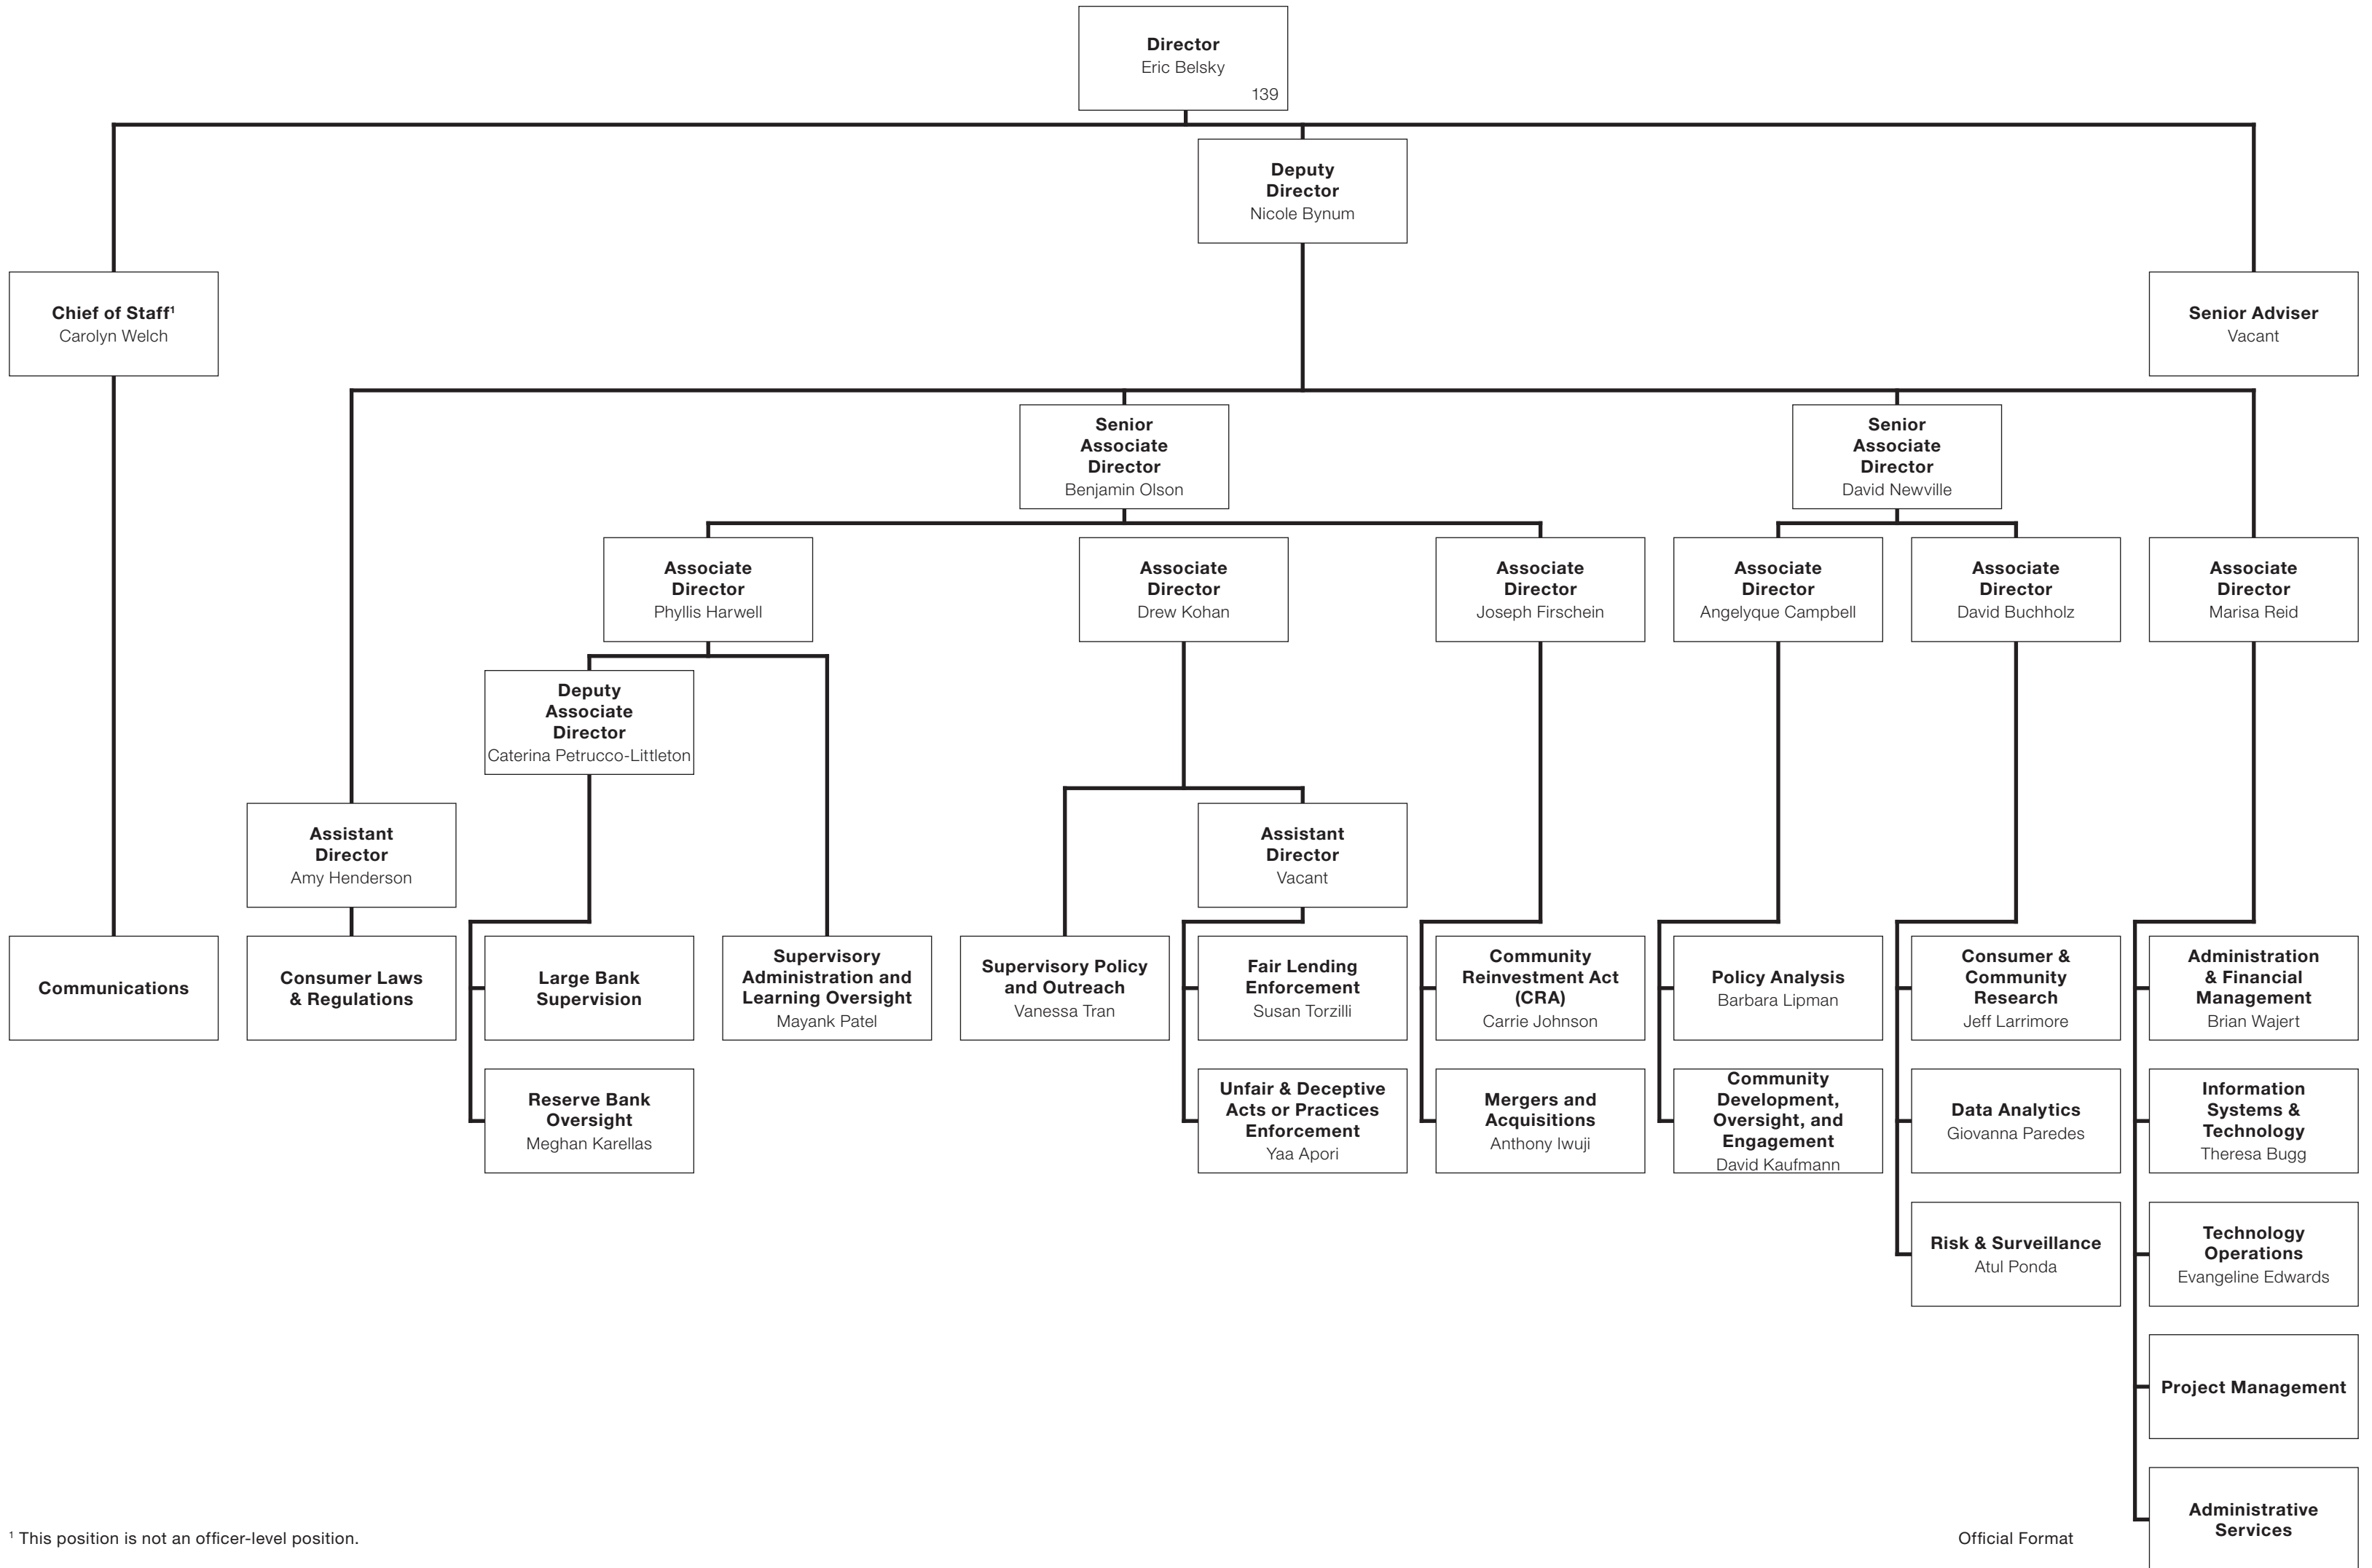 Director
Eric Belsky
139
Deputy
Director
Nicole Bynum
Chief of Staff¹
Carolyn Welch
Senior Adviser
Vacant
Senior
Associate
Director
Benjamin Olson
Senior
Associate
Director
David Newville
Associate
Director
Phyllis Harwell
Associate
Director
Drew Kohan
Associate
Director
Joseph Firschein
Associate
Director
Angelyque Campbell
Associate
Director
David Buchholz
Associate
Director
Marisa Reid
Deputy
Associate
Director
Caterina Petrucco-Littleton
Assistant
Director
Amy Henderson
Assistant
Director
Vacant
Communications
Consumer Laws
& Regulations
Large Bank
Supervision
Supervisory
Administration and
Learning Oversight
Mayank Patel
Supervisory Policy
and Outreach
Vanessa Tran
Fair Lending
Enforcement
Susan Torzilli
Community
Reinvestment Act
(CRA)
Carrie Johnson
Policy Analysis
Barbara Lipman
Consumer &
Community
Research
Jeff Larrimore
Administration
& Financial
Management
Brian Wajert
Reserve Bank
Oversight
Meghan Karellas
Unfair & Deceptive
Acts or Practices
Enforcement
Yaa Apori
Mergers and
Acquisitions
Anthony Iwuji
Community
Development,
Oversight, and
Engagement
David Kaufmann
Data Analytics
Giovanna Paredes
Information
Systems &
Technology
Theresa Bugg
Risk & Surveillance
Atul Ponda
Technology
Operations
Evangeline Edwards
Project Management
Administrative
Services
¹ This position is not an officer-level position.
Official Format